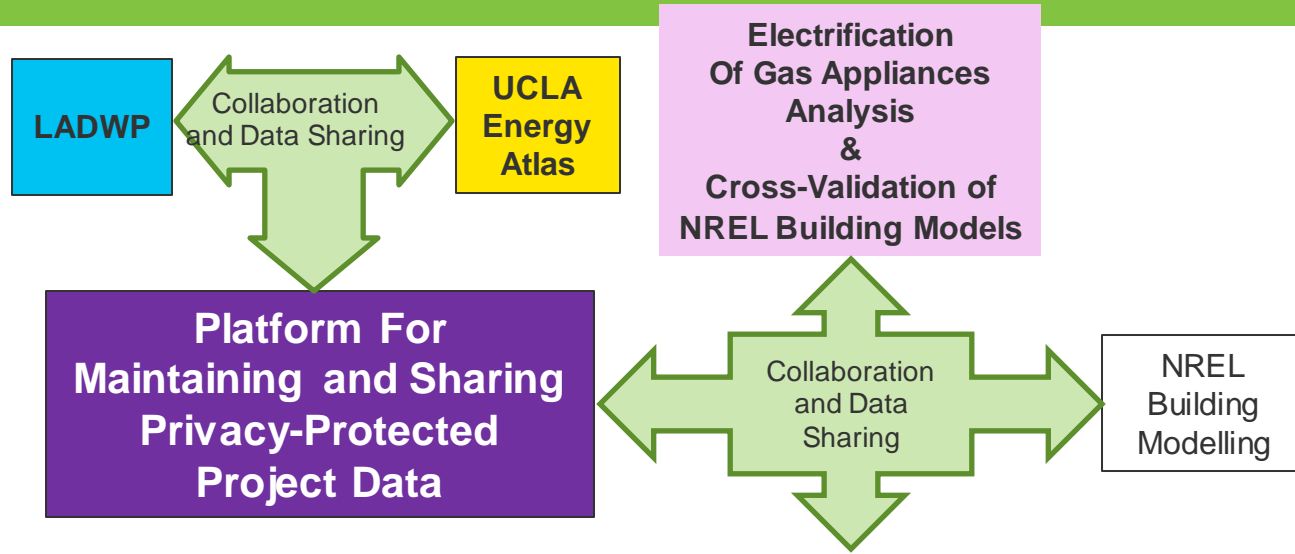 LADWP
Collaboration
and Data Sharing
UCLA
Energy
Atlas
Electrification
Of Gas Appliances
Analysis
&
Cross-Validation of
NREL Building Models
Platform For
Maintaining and Sharing
Privacy-Protected
Project Data
Collaboration
and Data
Sharing
NREL
Building
Modelling